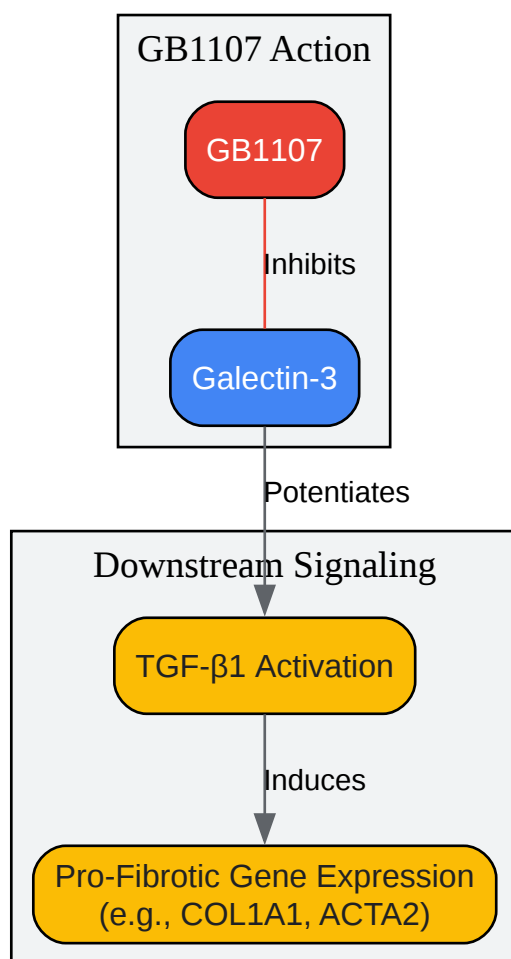 GB1107 Action
GB1107
Inhibits
Galectin-3
Potentiates
Downstream Signaling
TGF-β1 Activation
Induces
Pro-Fibrotic Gene Expression
(e.g., COL1A1, ACTA2)